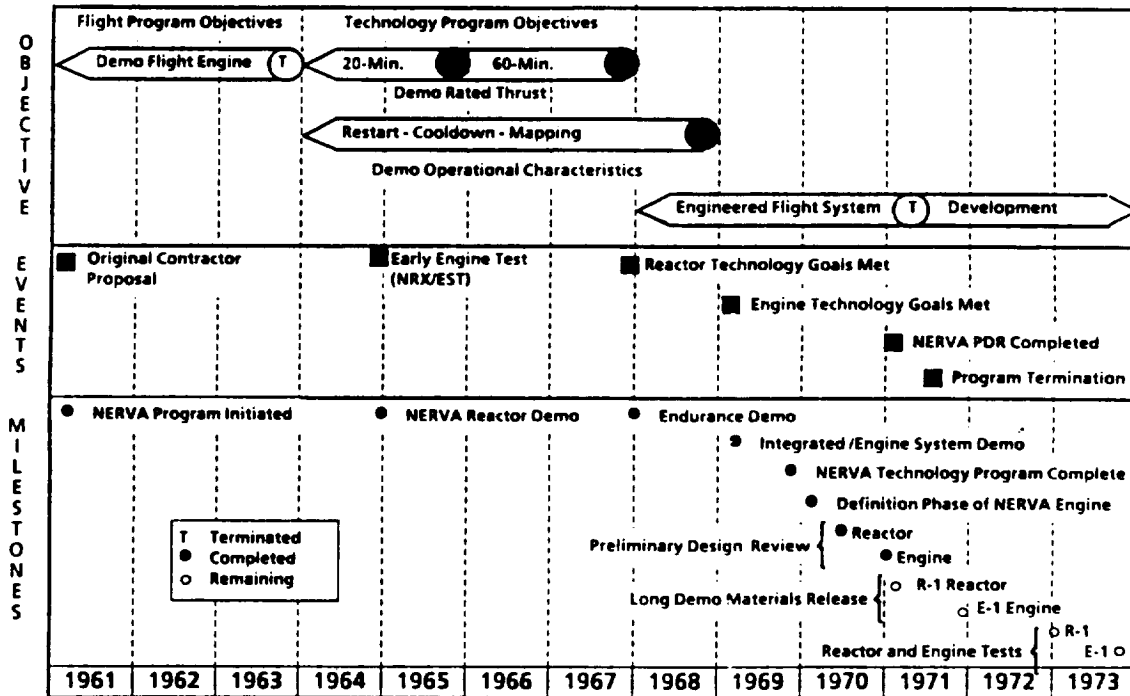 Flight Program Objectives
Technology Program Objectives
OBJECTIVE
Demo Flight Engine T
20-Min. 60-Min.
Demo Rated Thrust
Restart - Cooldown - Mapping
Demo Operational Characteristics
Engineered Flight System T Development
EVENTS
Original Contractor
Proposal
Early Engine Test
(NRX/EST)
Reactor Technology Goals Met
Engine Technology Goals Met
NERVA PDR Completed
Program Termination
MILESTONES
NERVA Program Initiated
NERVA Reactor Demo
Endurance Demo
Integrated /Engine System Demo
NERVA Technology Program Complete
Definition Phase of NERVA Engine
T Terminated
Completed
Remaining
Preliminary Design Review
Reactor
Engine
Long Demo Materials Release
R-1 Reactor
E-1 Engine
Reactor and Engine Tests
R-1
E-1
1961 1962 1963 1964 1965 1966 1967 1968 1969 1970 1971 1972 1973